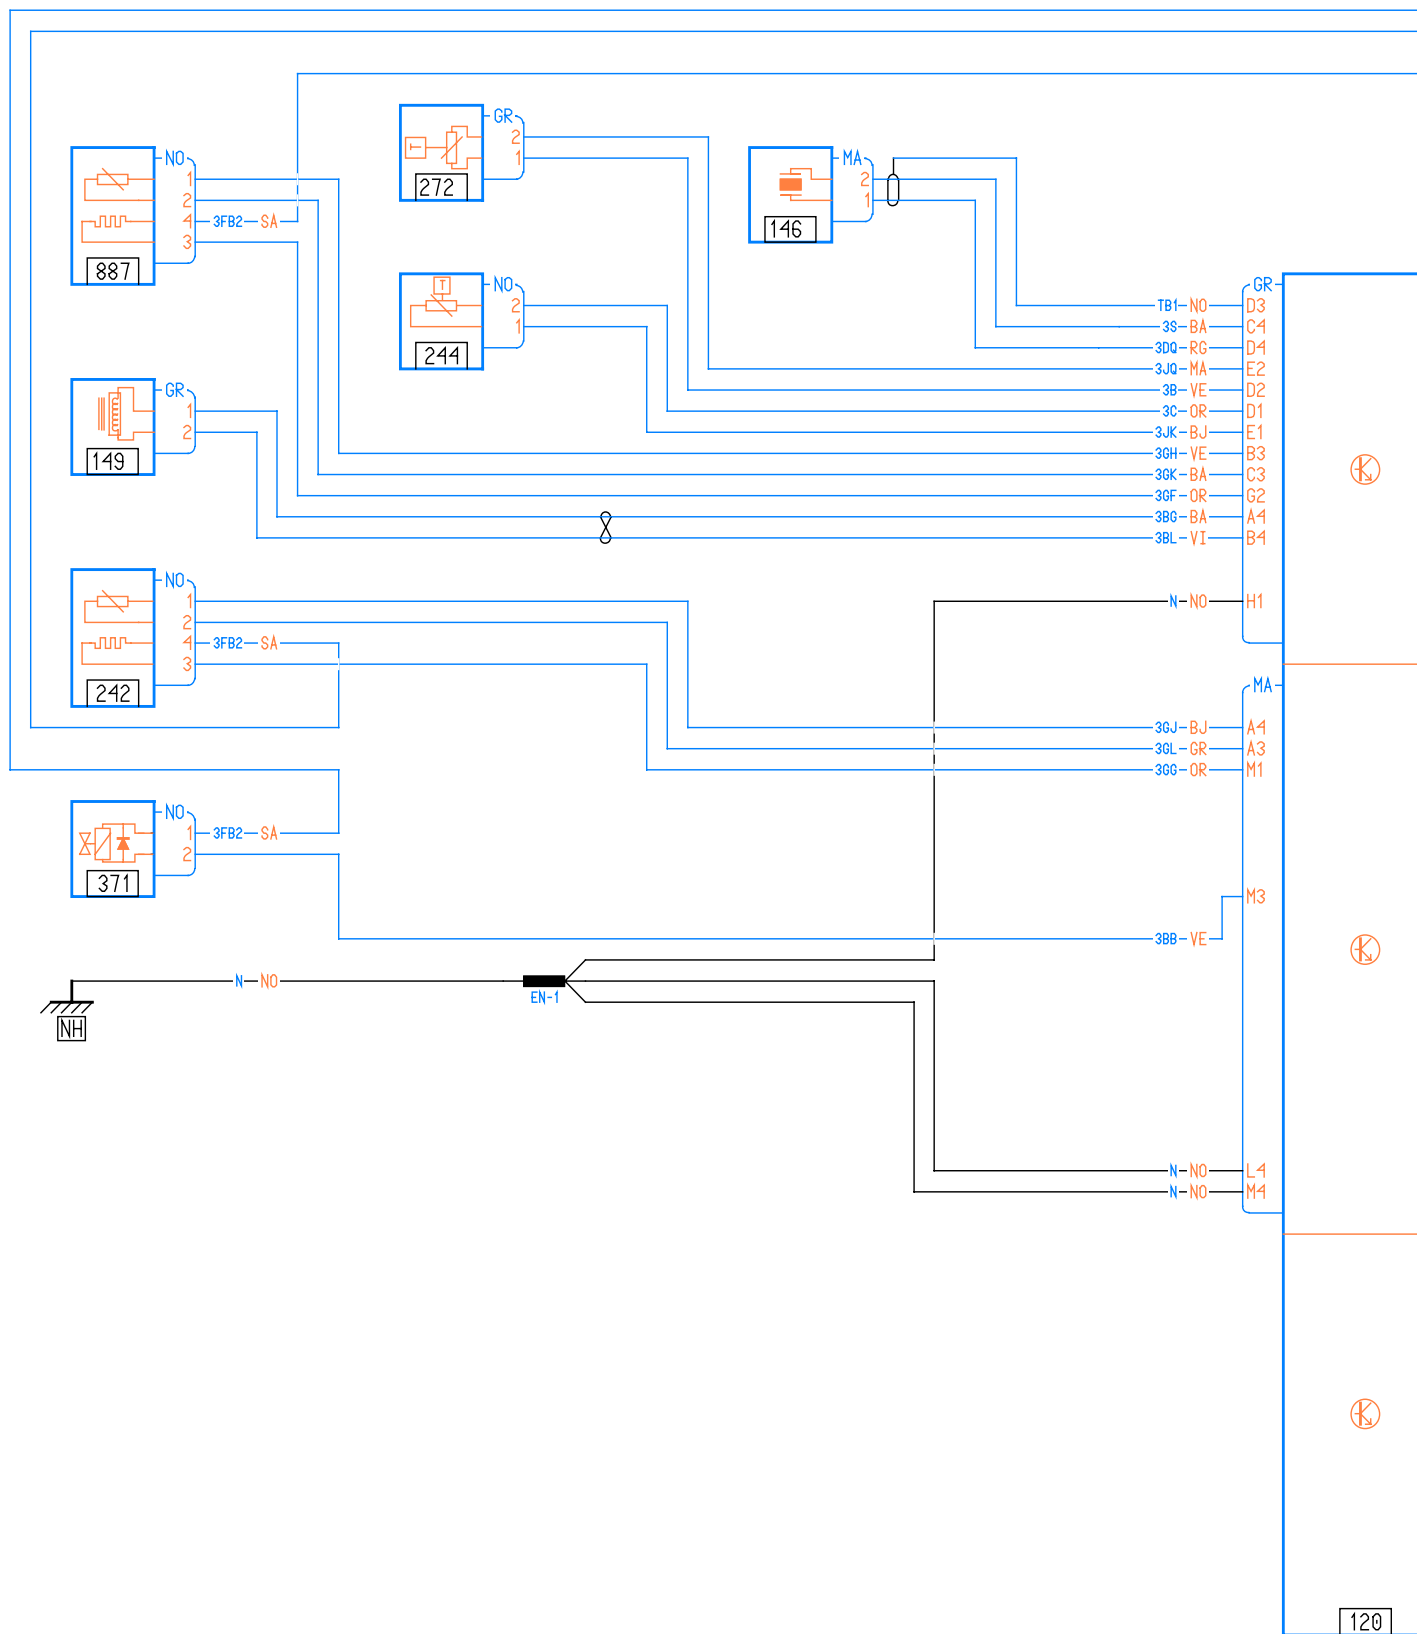 GR
2
1
272
NO
1
2
4 3FB2 SA
3
887
MA
2
1
146
NO
2
1
244
GR
TB1 NO D3
3S BA C4
3DQ RG D4
3JQ MA E2
3B VE D2
3C OR D1
3JK BJ E1
3GH VE B3
3GK BA C3
3GF OR G2
3BG BA A4
3BL VI B4
N NO H1
GR
1
2
149
NO
1
2
4 3FB2 SA
3
242
MA
3GJ BJ A4
3GL GR A3
3GG OR M1
M3
3BB VE
NO
1 3FB2 SA
2
371
N NO
EN-1
NH
N NO L4
N NO M4
120
T
T